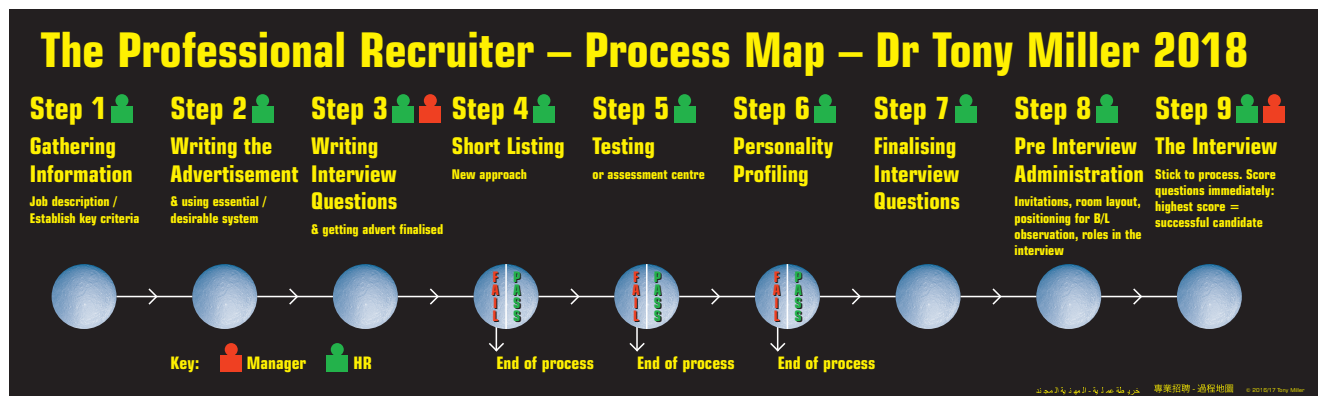 The Professional Recruiter – Process Map – Dr Tony Miller 2018
Step 1
Gathering
Information
Job description /
Establish key criteria
Step 2
Writing the
Advertisement
& using essential /
desirable system
Step 3
Writing
Interview
Questions
& getting advert finalised
Step 4
Short Listing
New approach
Step 5
Testing
or assessment centre
Step 6
Personality
Profiling
Step 7
Finalising
Interview
Questions
Step 8
Pre Interview
Administration
Invitations, room layout,
positioning for B/L
observation, roles in the
interview
Step 9
The Interview
Stick to process. Score
questions immediately:
highest score =
successful candidate
FAIL
PASS
FAIL
PASS
FAIL
PASS
End of process
End of process
End of process
Key:
Manager
HR
خريطة عملية - المهنية المجند
專業招聘 - 過程地圖
© 2016/17 Tony Miller